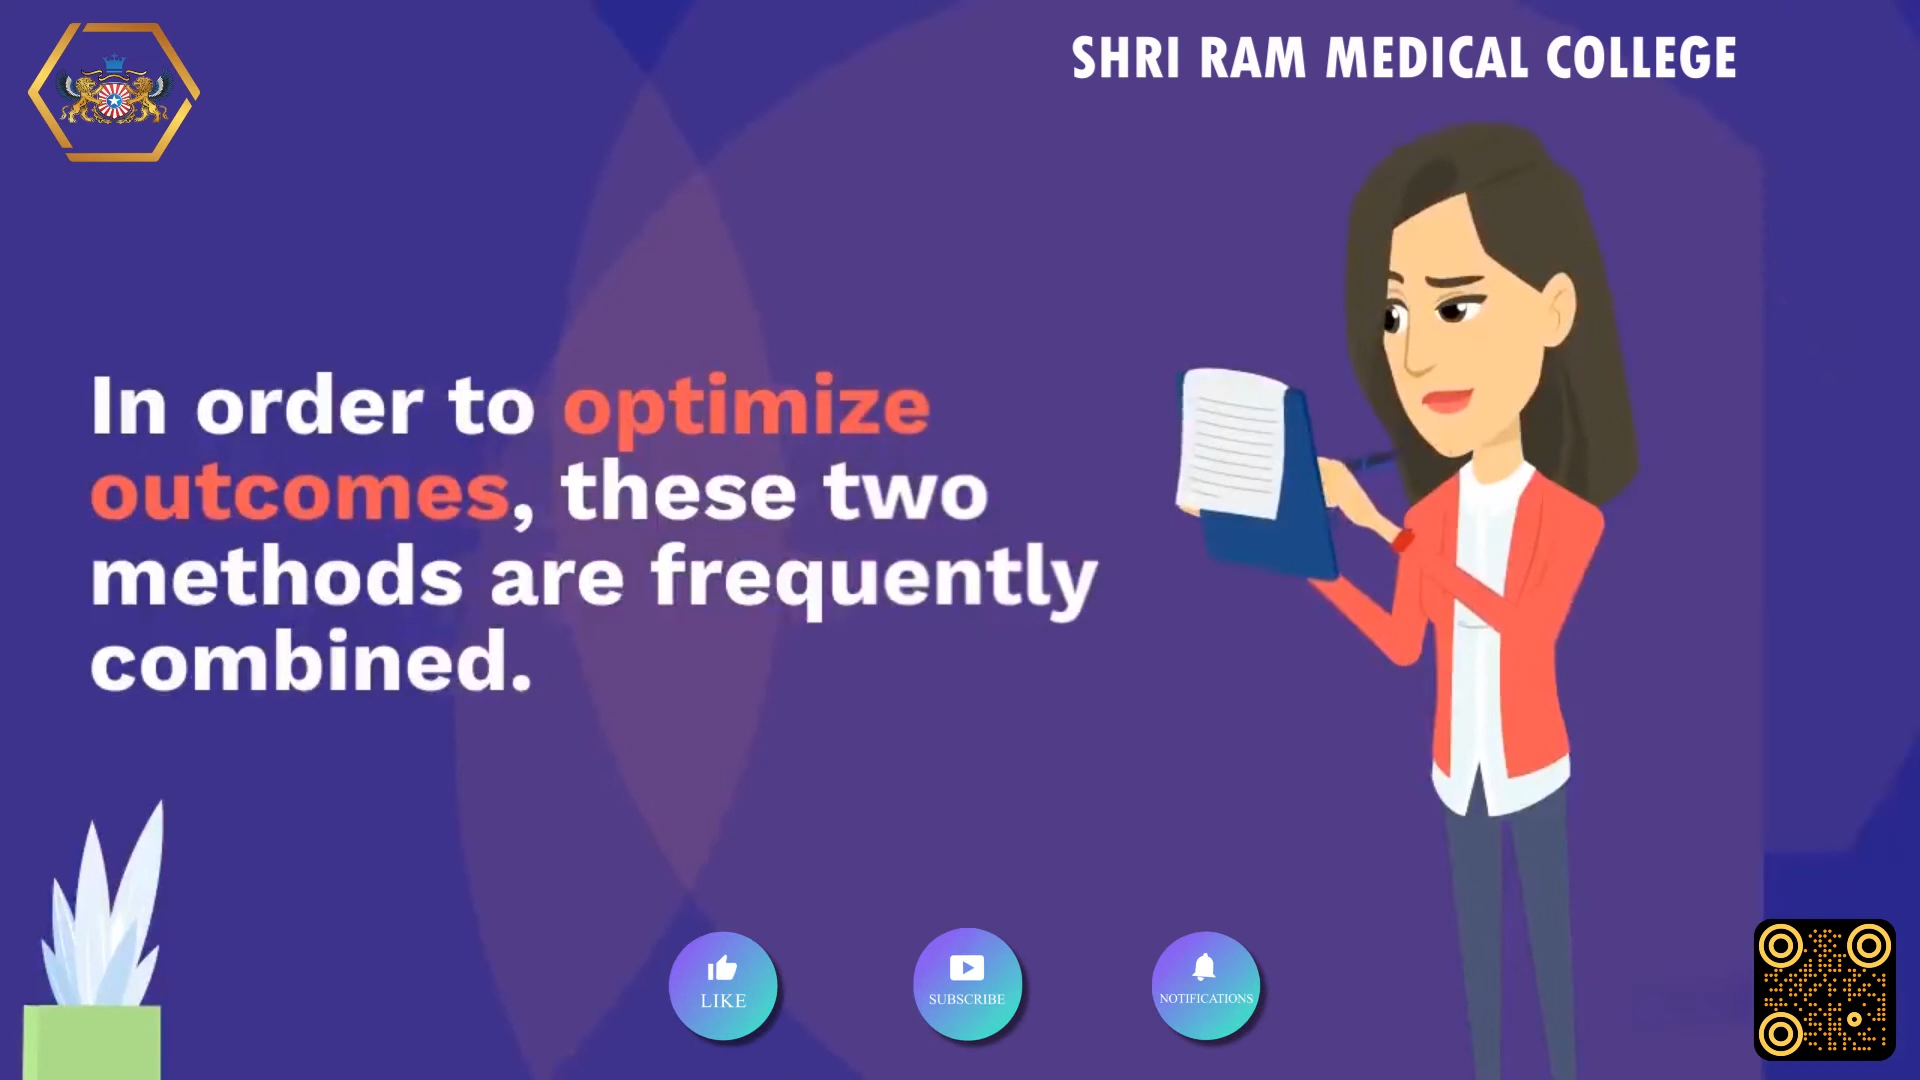 SHRI RAM MEDICAL COLLEGE
In order to optimize
outcomes, these two
methods are frequently
combined.
LIKE
SUBSCRIBE
NOTIFICATIONS